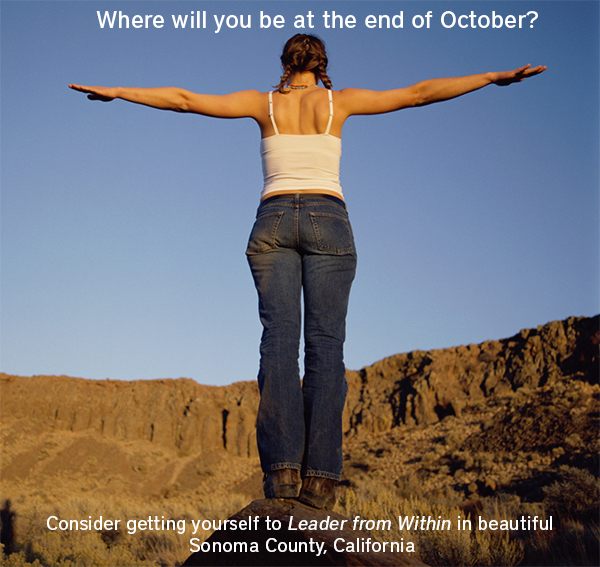 Where will you be at the end of October?
Consider getting yourself to Leader from Within in beautiful
Sonoma County, California